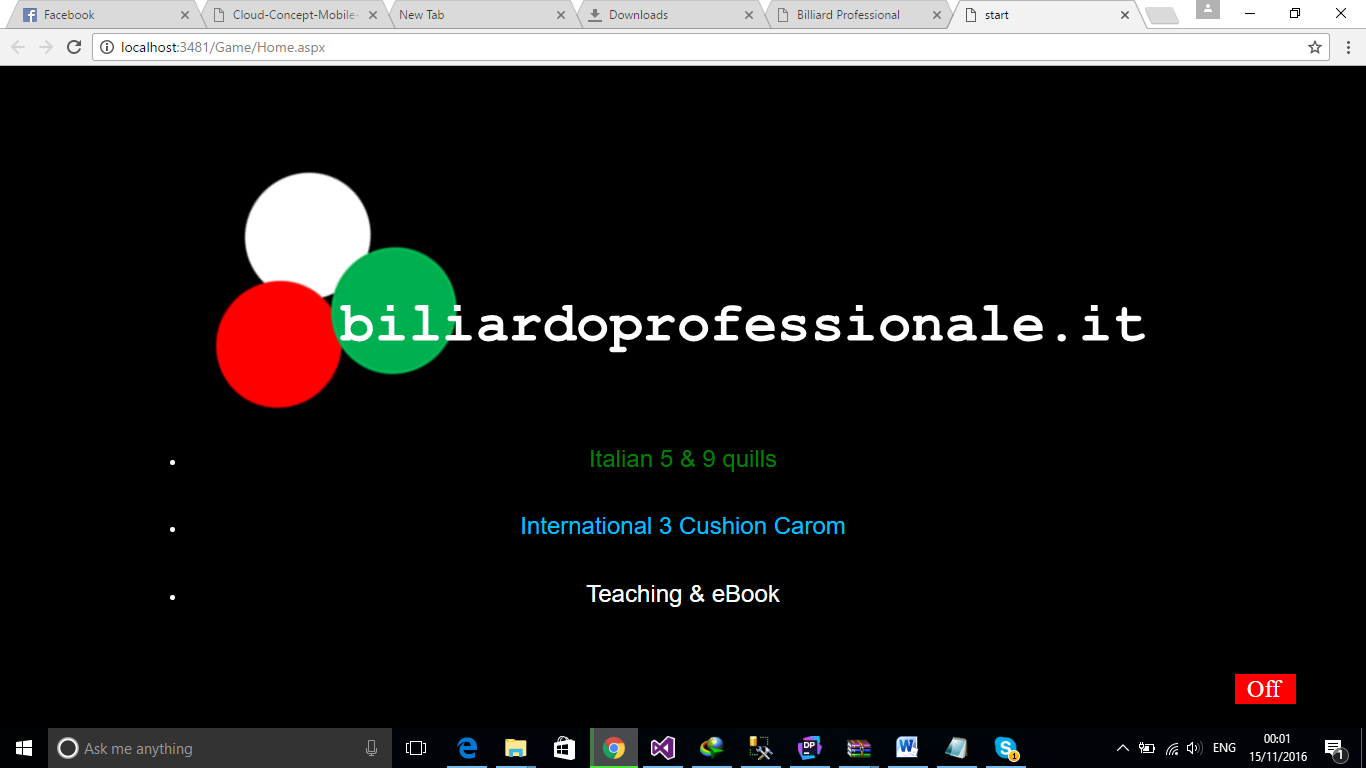 Facebook
Cloud-Concept-Mobile-
New Tab
Downloads
Billiard Professional
start
localhost:3481/Game/Home.aspx
biliardoprofessionale.it
Italian 5 & 9 quills
International 3 Cushion Carom
Teaching & eBook
Off
Ask me anything
DP
W
S
1
ENG
00:01
15/11/2016
1